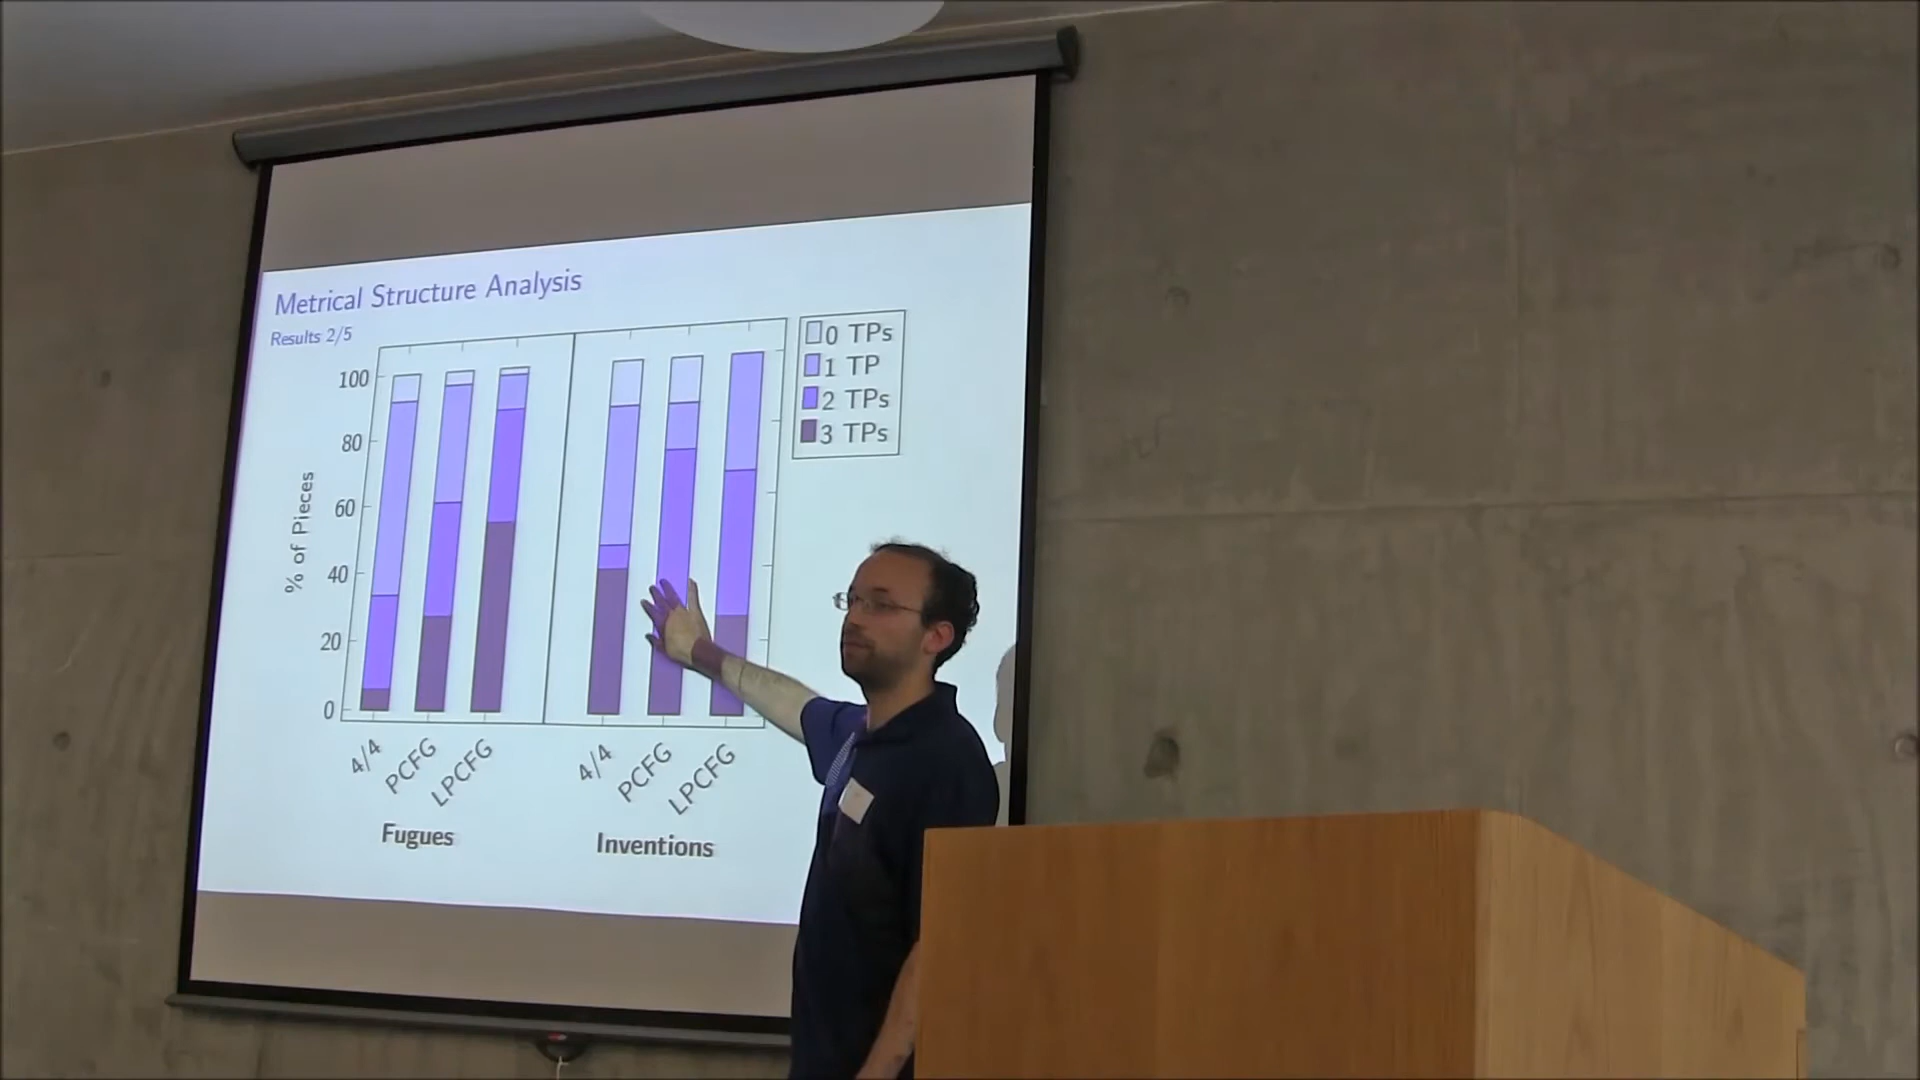 Metrical Structure Analysis
Results 2/5
0 TPs
1 TP
2 TPs
3 TPs
100
80
60
40
20
0
% of Pieces
4/4
PCFG
LPCFG
4/4
PCFG
LPCFG
Fugues
Inventions